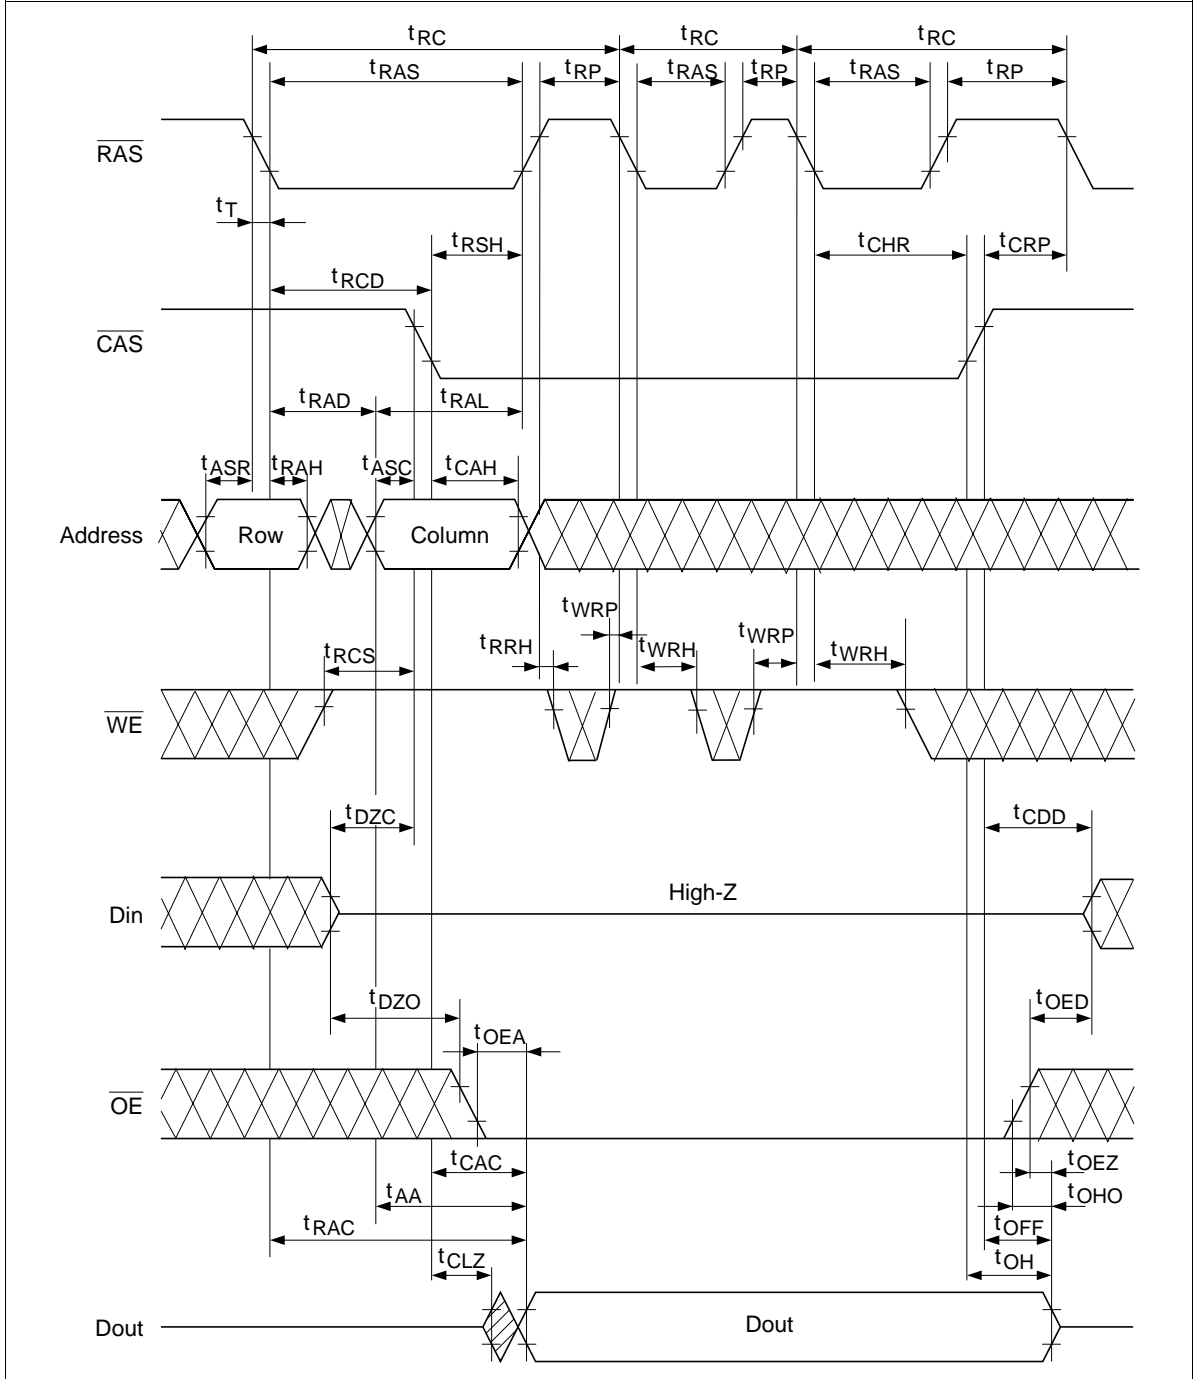 tRC tRC tRC
tRAS tRP tRAS tRP tRAS tRP
RAS
tT
tRSH tCHR tCRP
tRCD
CAS
tRAD tRAL
tASR tRAH tASC tCAH
Address Row Column
tWRP
tRRH tWRH tWRP tWRH
tRCS
WE
tDZC tCDD
High-Z
Din
tDZO tOED
tOEA
OE
tCAC tOEZ
tAA tOHO
tRAC tOFF
tCLZ tOH
Dout Dout